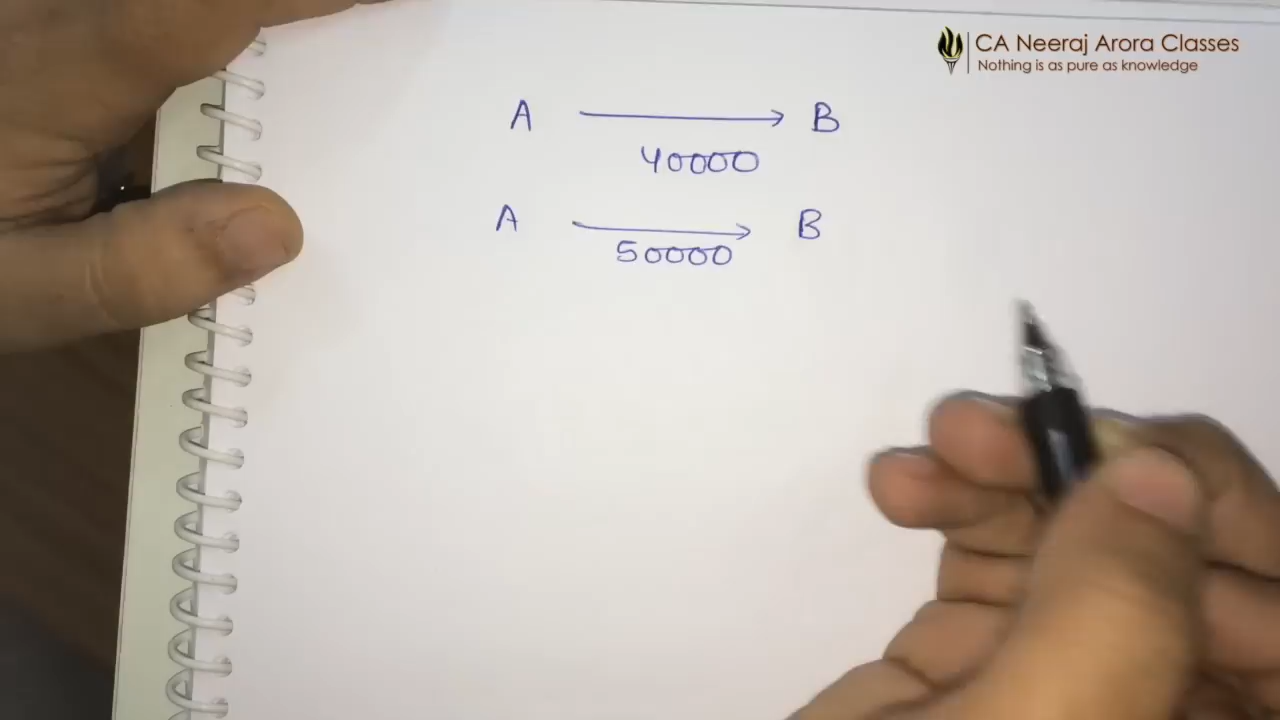 CA Neeraj Arora Classes
Nothing is as pure as knowledge
A → B
40000
A → B
50000